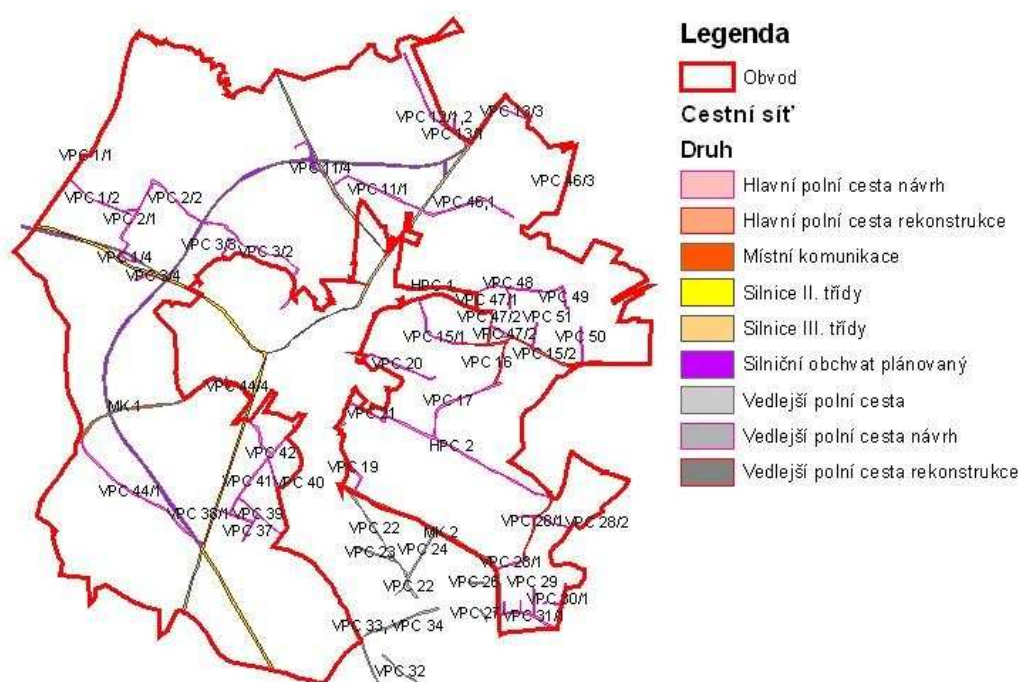 Legenda
Obvod
Cestní síť
Druh
Hlavní polní cesta návrh
Hlavní polní cesta rekonstrukce
Místní komunikace
Silnice II. třídy
Silnice III. třídy
Silniční obchvat plánovaný
Vedlejší polní cesta
Vedlejší polní cesta návrh
Vedlejší polní cesta rekonstrukce
VPC 12/1,2
VPC 13/3
VPC 13/1
VPC 1/1
VPC 11/4
VPC 46/3
VPC 1/2
VPC 2/2
VPC 11/1
VPC 46,1
VPC 2/1
VPC 3/3
VPC 3/2
VPC 1/4
VPC 3/4
HPC 1
VPC 48
VPC 47/1
VPC 49
VPC 47/2
VPC 51
VPC 15/1
VPC 47/2
VPC 50
VPC 15/2
VPC 20
VPC 16
VPC 44/4
MK 1
VPC 17
VPC 21
HPC 2
VPC 42
VPC 19
VPC 41
VPC 40
VPC 44/1
VPC 38/1
VPC 39
VPC 37
VPC 22
MK 2
VPC 28/1
VPC 28/2
VPC 23
VPC 24
VPC 28/1
VPC 22
VPC 26
VPC 29
VPC 30/1
VPC 27
VPC 31/1
VPC 33, VPC 34
VPC 32